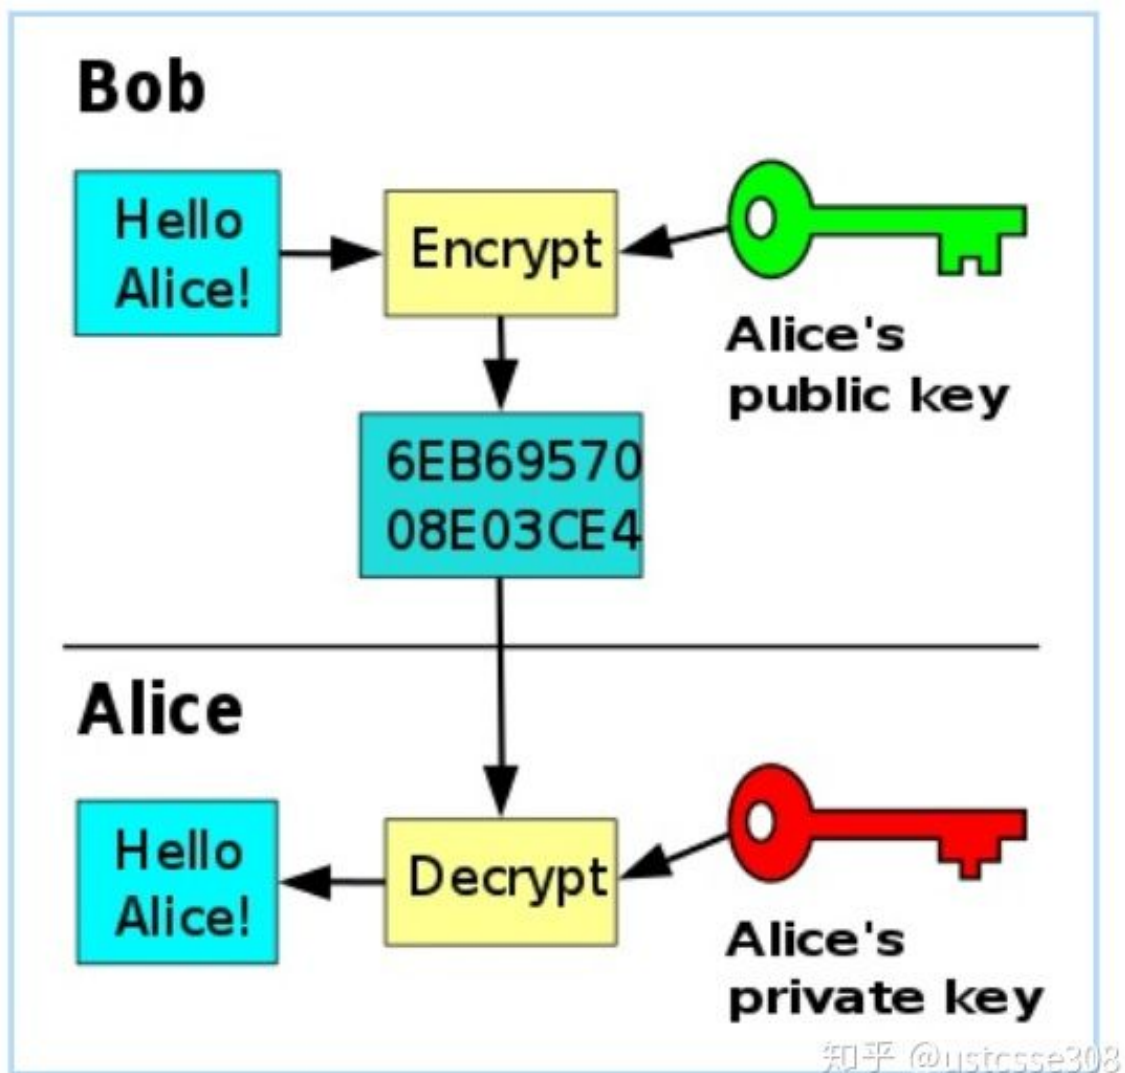 Bob
Hello
Alice!
Encrypt
Alice's
public key
6EB69570
08E03CE4
Alice
Hello
Alice!
Decrypt
Alice's
private key
知乎 @ustcsse308